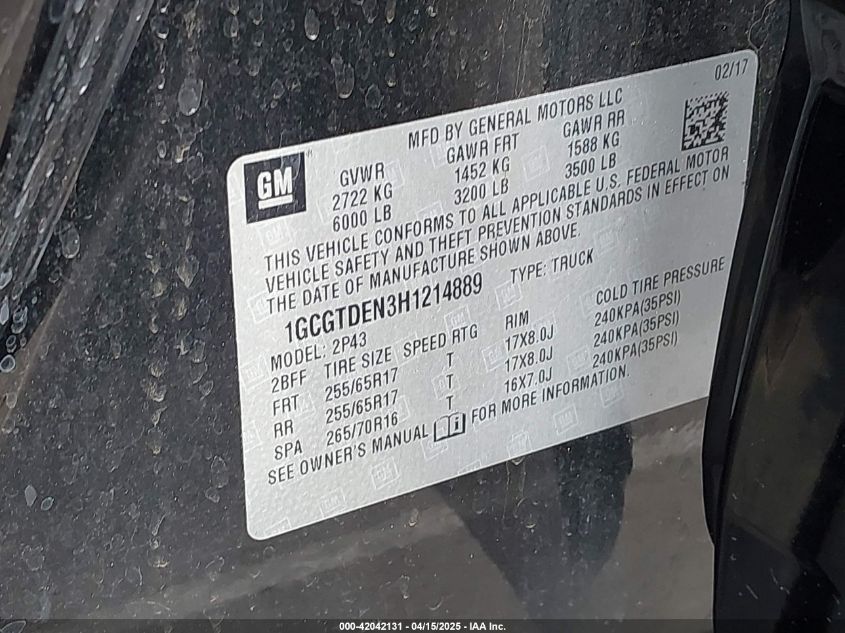 02/17
MFD BY GENERAL MOTORS LLC
GM
GVWR GAWR FRT GAWR RR
2722 KG 1452 KG 1588 KG
6000 LB 3200 LB 3500 LB
THIS VEHICLE CONFORMS TO ALL APPLICABLE U.S. FEDERAL MOTOR
VEHICLE SAFETY AND THEFT PREVENTION STANDARDS IN EFFECT ON
THE DATE OF MANUFACTURE SHOWN ABOVE.
1GCGTDEN3H1214889 TYPE: TRUCK
MODEL: 2P43
2BFF TIRE SIZE SPEED RTG RIM COLD TIRE PRESSURE
FRT 255/65R17 T 17X8.0J 240KPA(35PSI)
RR 255/65R17 T 17X8.0J 240KPA(35PSI)
SPA 265/70R16 T 16X7.0J 240KPA(35PSI)
SEE OWNER'S MANUAL FOR MORE INFORMATION.
000-42042131 - 04/15/2025 - IAA Inc.